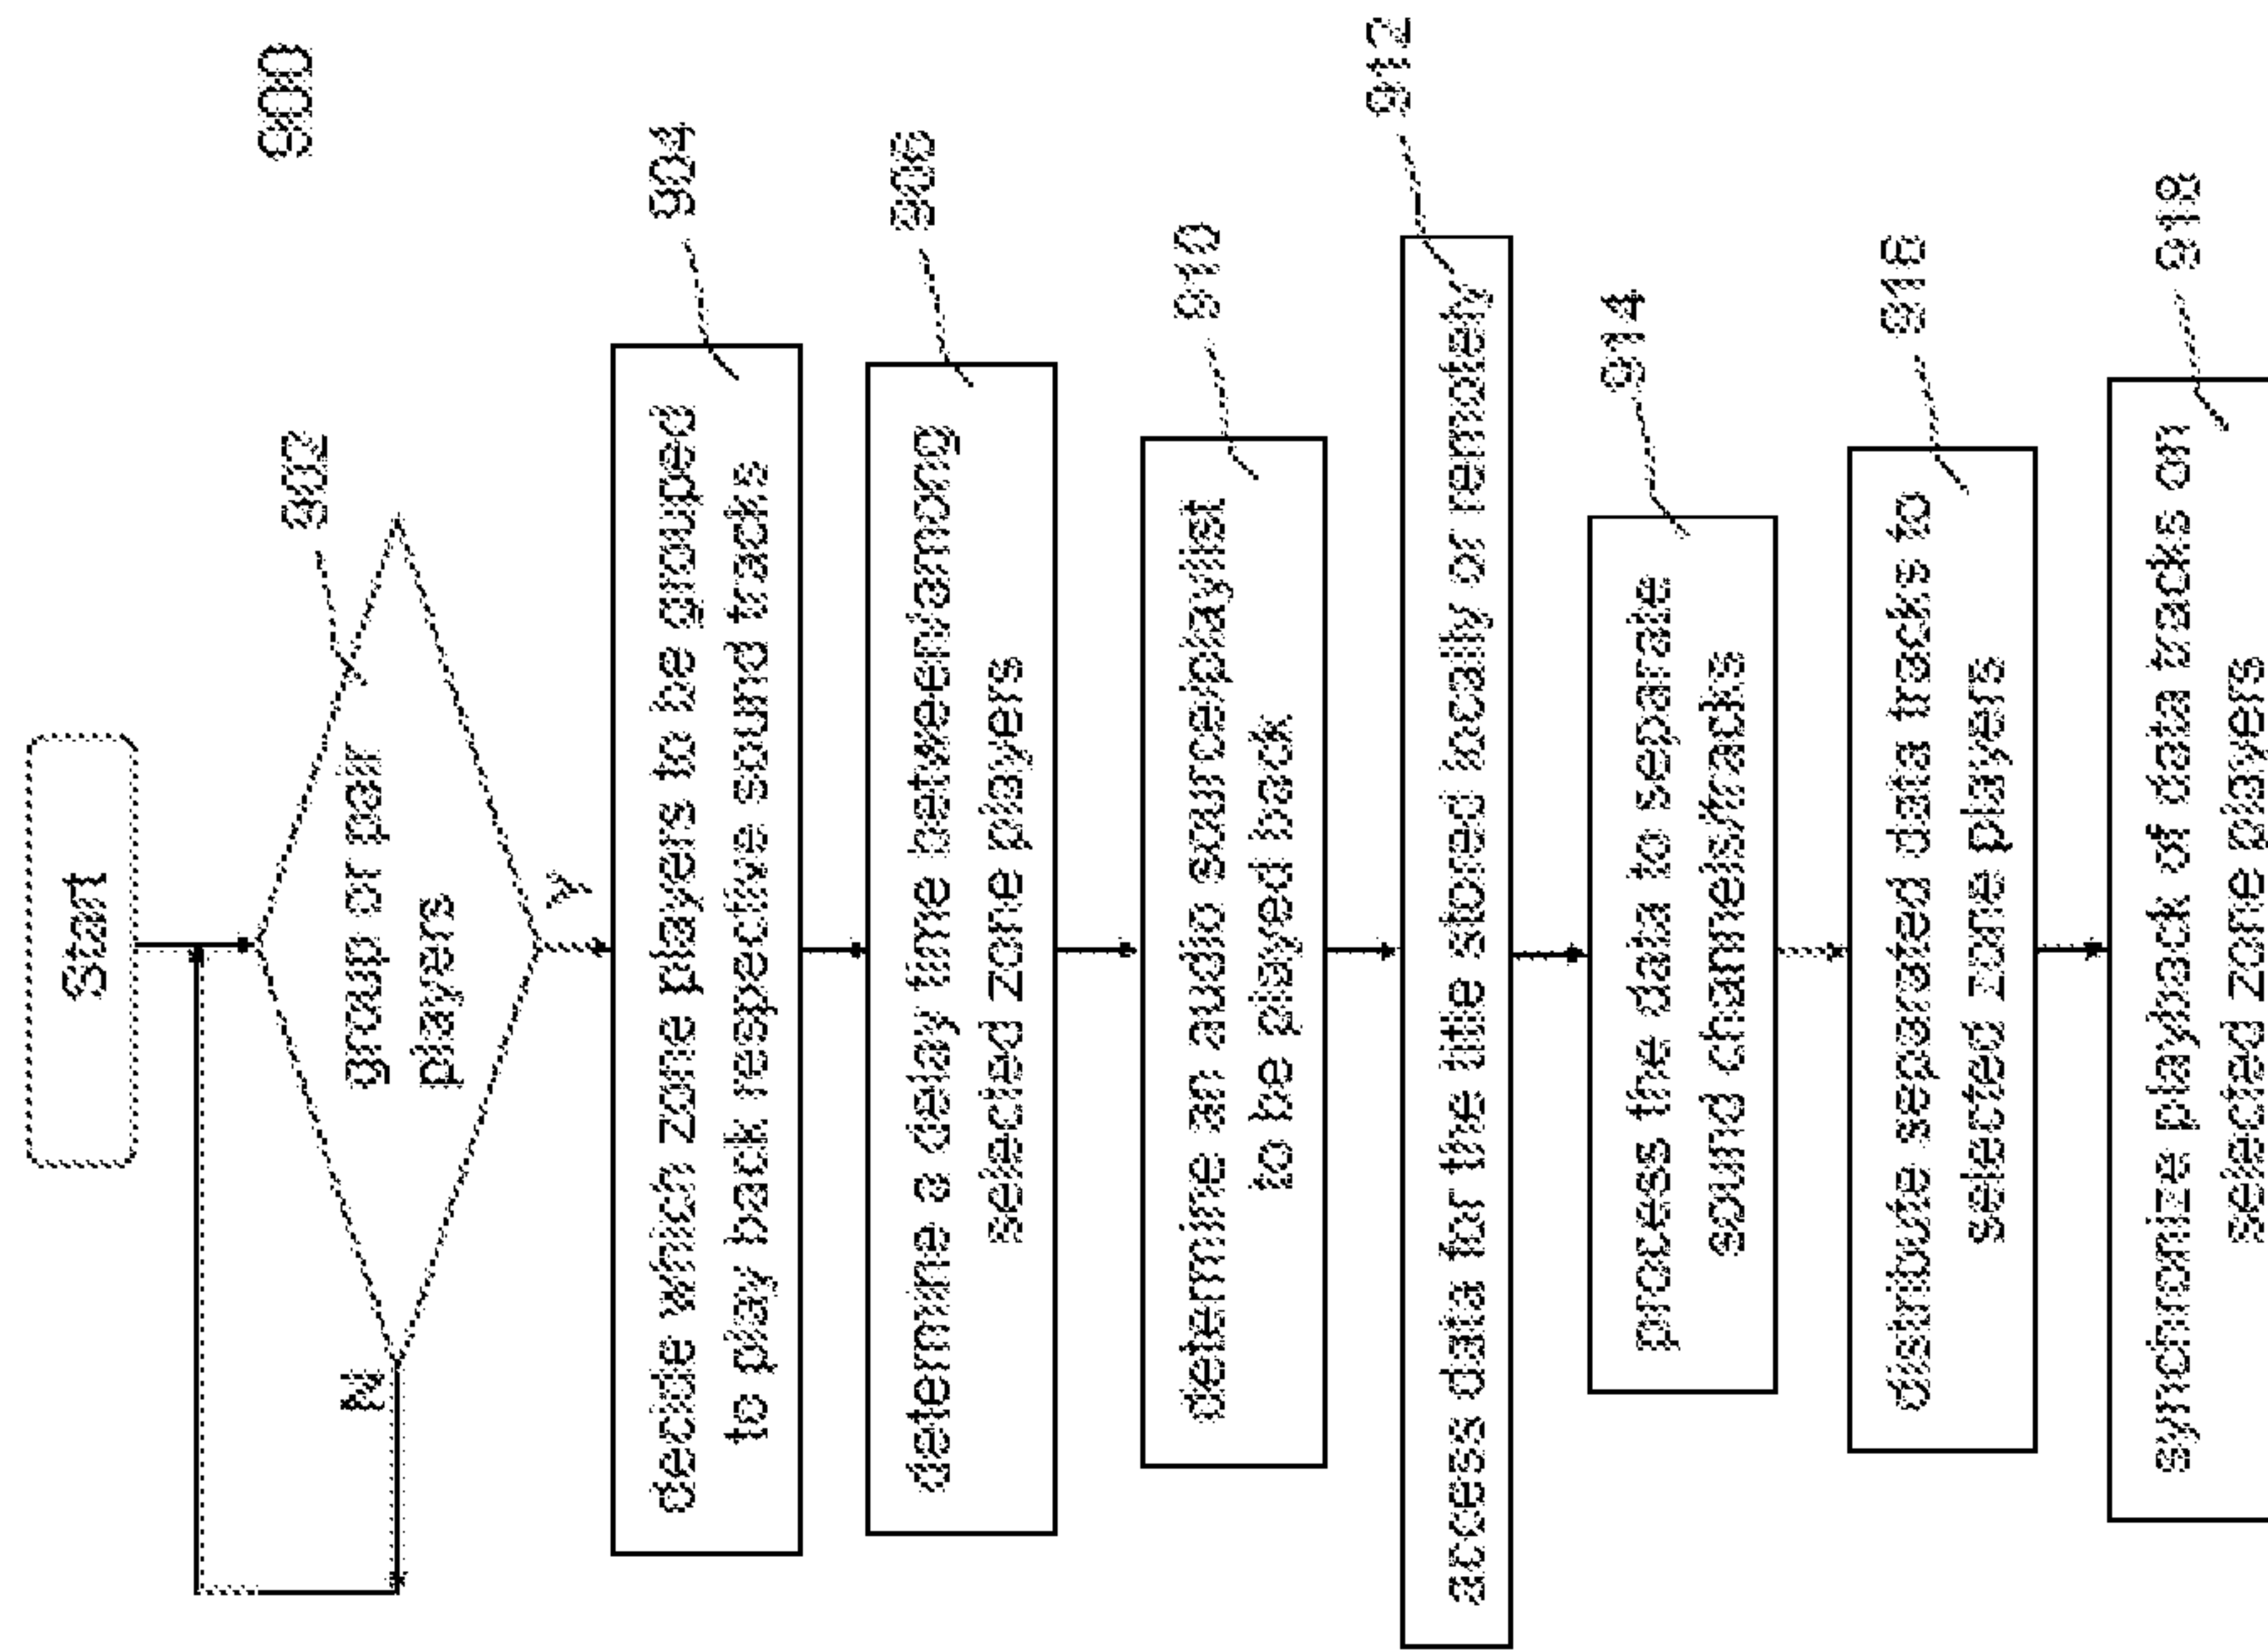 900
Start
902
group or pair
players
N
Y
904
decide which zone players to be grouped
to play back respective sound tracks
906
determine a delay time between/among
selected zone players
910
determine an audio source/playlist
to be played back
912
access data for the title stored locally or remotely
914
process the data to separate
sound channels/tracks
916
distribute separated data tracks to
selected zone players
918
synchronize playback of data tracks on
selected zone players